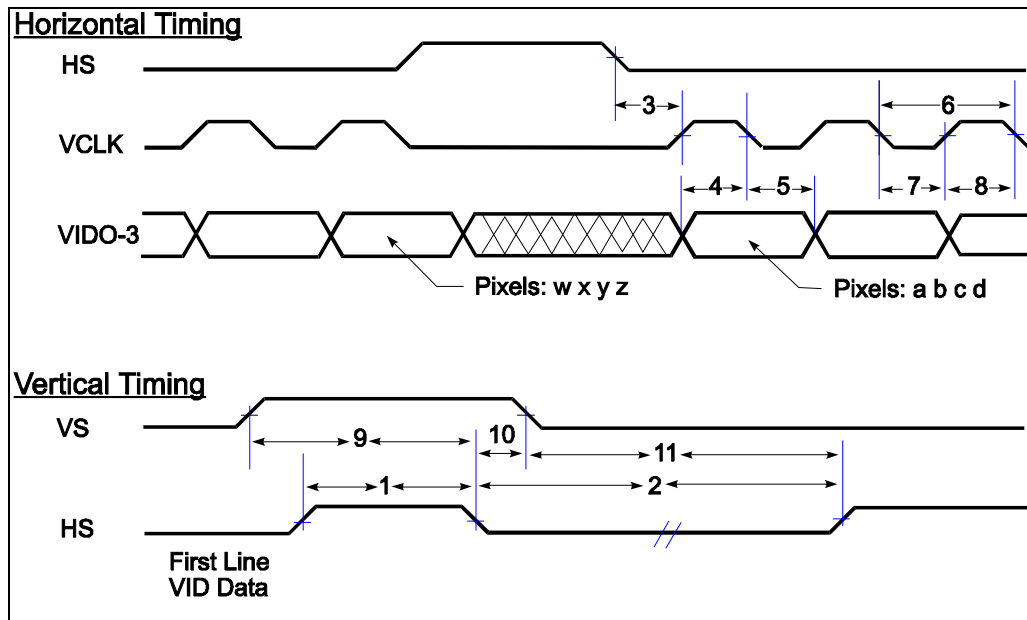 Horizontal Timing
HS
3
6
VCLK
4
5
7
8
VIDO-3
Pixels: w x y z
Pixels: a b c d
Vertical Timing
VS
9
10
11
1
2
HS
First Line
VID Data